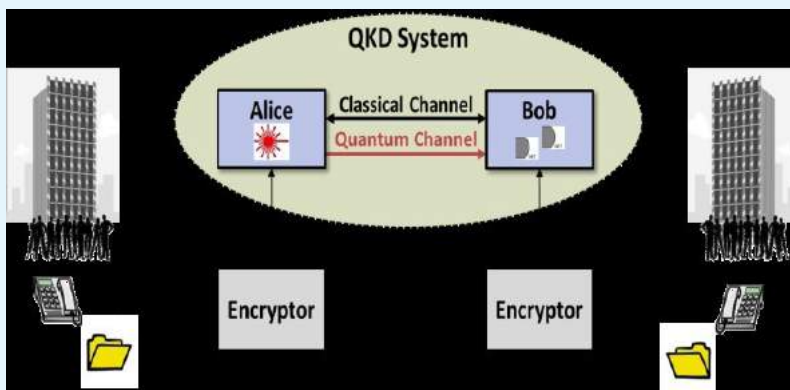 QKD System
Alice
Classical Channel
Bob
Quantum Channel
Encryptor
Encryptor